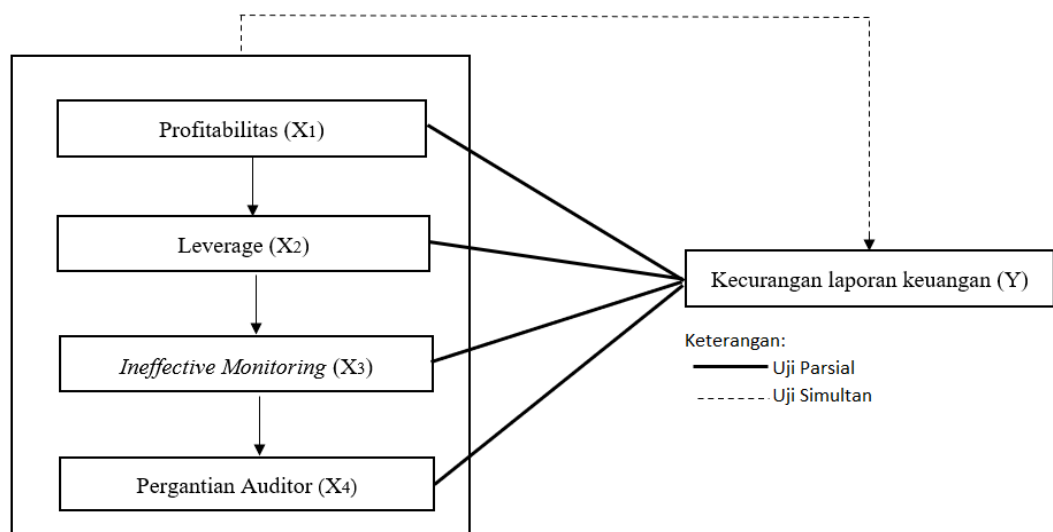 Profitabilitas (X1)
Leverage (X2)
Ineffective Monitoring (X3)
Pergantian Auditor (X4)
Kecurangan laporan keuangan (Y)
Keterangan:
Uji Parsial
Uji Simultan